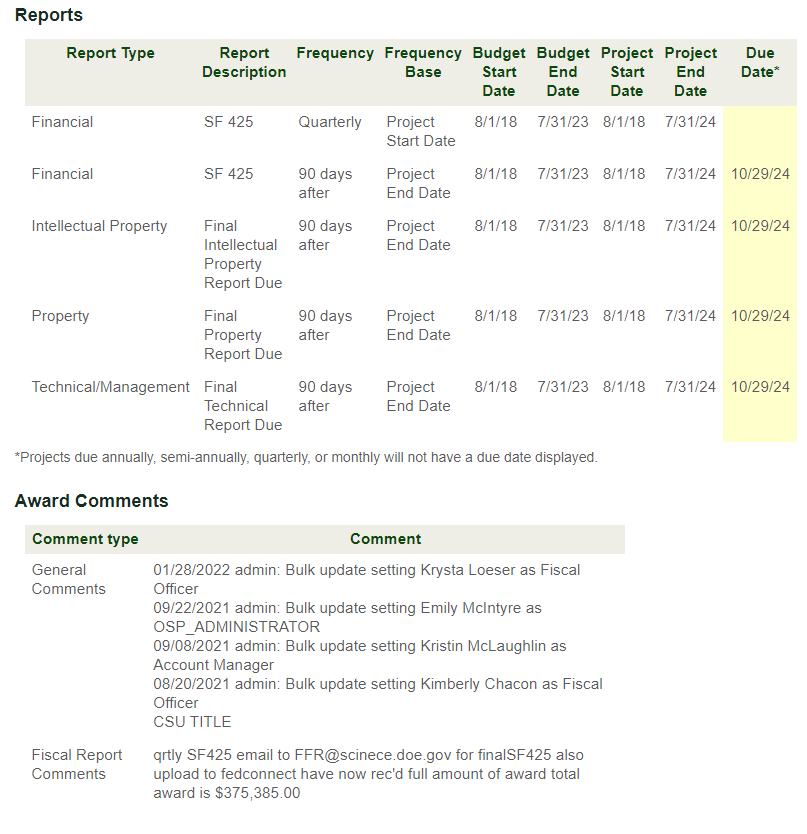 Reports
Report Type Report Description Frequency Frequency Base Budget Start Date Budget End Date Project Start Date Project End Date Due Date*
Financial SF 425 Quarterly Project Start Date 8/1/18 7/31/23 8/1/18 7/31/24
Financial SF 425 90 days after Project End Date 8/1/18 7/31/23 8/1/18 7/31/24 10/29/24
Intellectual Property Final Intellectual Property Report Due 90 days after Project End Date 8/1/18 7/31/23 8/1/18 7/31/24 10/29/24
Property Final Property Report Due 90 days after Project End Date 8/1/18 7/31/23 8/1/18 7/31/24 10/29/24
Technical/Management Final Technical Report Due 90 days after Project End Date 8/1/18 7/31/23 8/1/18 7/31/24 10/29/24
*Projects due annually, semi-annually, quarterly, or monthly will not have a due date displayed.
Award Comments
Comment type Comment
General Comments
01/28/2022 admin: Bulk update setting Krysta Loeser as Fiscal
Officer
09/22/2021 admin: Bulk update setting Emily McIntyre as
OSP_ADMINISTRATOR
09/08/2021 admin: Bulk update setting Kristin McLaughlin as
Account Manager
08/20/2021 admin: Bulk update setting Kimberly Chacon as Fiscal
Officer
CSU TITLE
Fiscal Report Comments
qrtly SF425 email to FFR@scinece.doe.gov for finalSF425 also
upload to fedconnect have now rec'd full amount of award total
award is $375,385.00